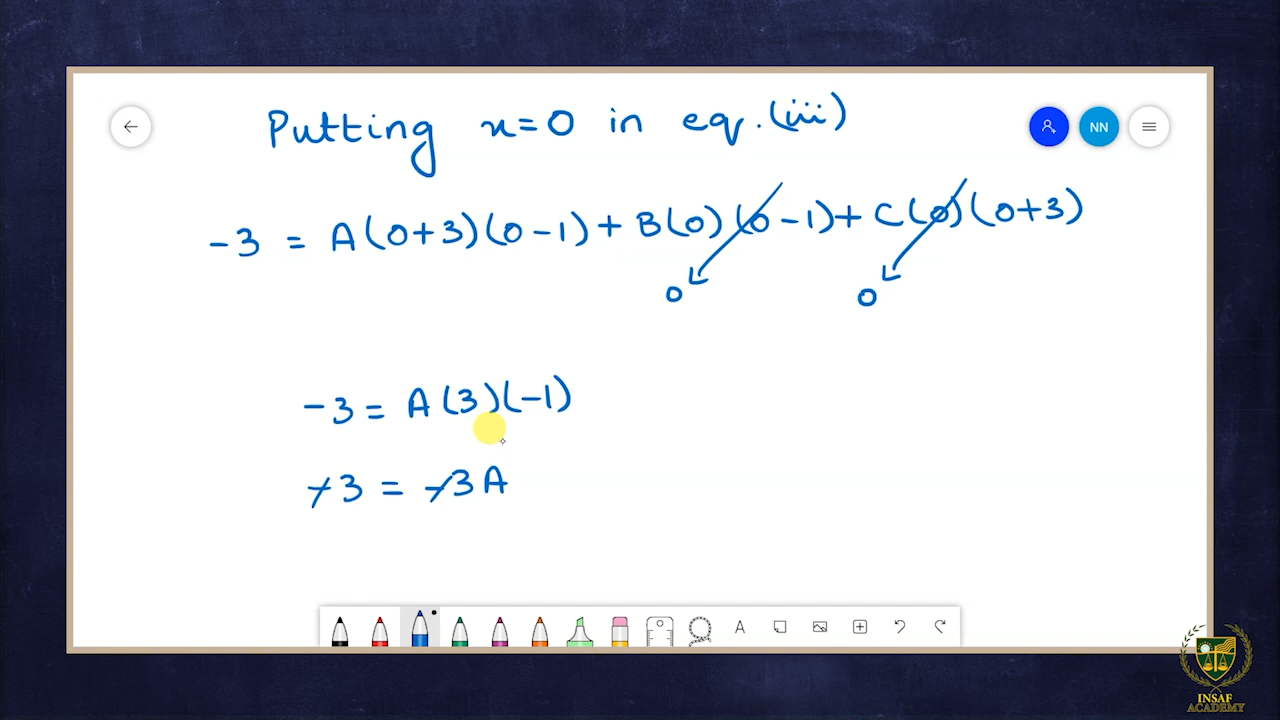 Putting x=0 in eq.(iii)
NN
-3 = A(0+3)(0-1)+B(0)(0-1)+C(0)(0+3)
0 0
-3 = A(3)(-1)
-3 = -3A
A
INSAF
ACADEMY